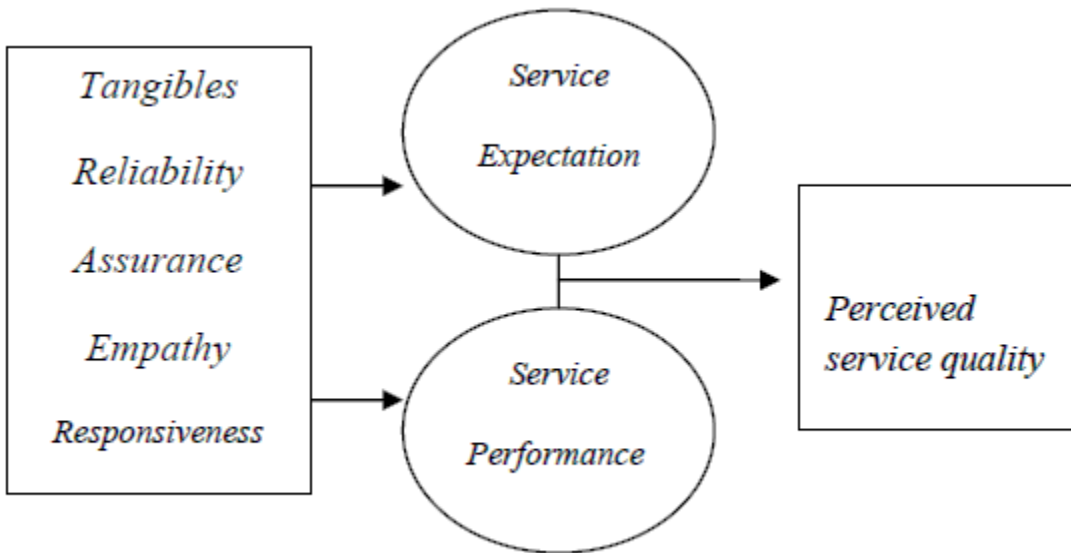 Tangibles
Reliability
Assurance
Empathy
Responsiveness
Service
Expectation
Service
Performance
Perceived
service quality